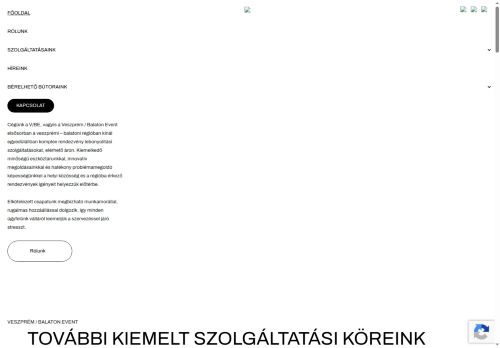 FŐOLDAL
RÓLUNK
SZOLGÁLTATÁSAINK
HÍREINK
BÉRELHETŐ BÚTORAINK
KAPCSOLAT
Cégünk a V/BE, vagyis a Veszprém / Balaton Event
elsősorban a veszprémi – balatoni régióban kínál
egyedülállóan komplex rendezvény lebonyolítási
szolgáltatásokat, elérhető áron. Kiemelkedő
minőségű eszköztárunkkal, innovatív
megoldásainkkal és hatékony problémamegoldó
képességünkkel a helyi közösség és a régióba érkező
rendezvények igényeit helyezzük előtérbe.
Elkötelezett csapatunk megbízható munkamorállal,
rugalmas hozzáállással dolgozik, így minden
ügyfelünk válláról leemeljük a szervezéssel járó
stresszt.
Rólunk
VESZPRÉM / BALATON EVENT
TOVÁBBI KIEMELT SZOLGÁLTATÁSI KÖREINK